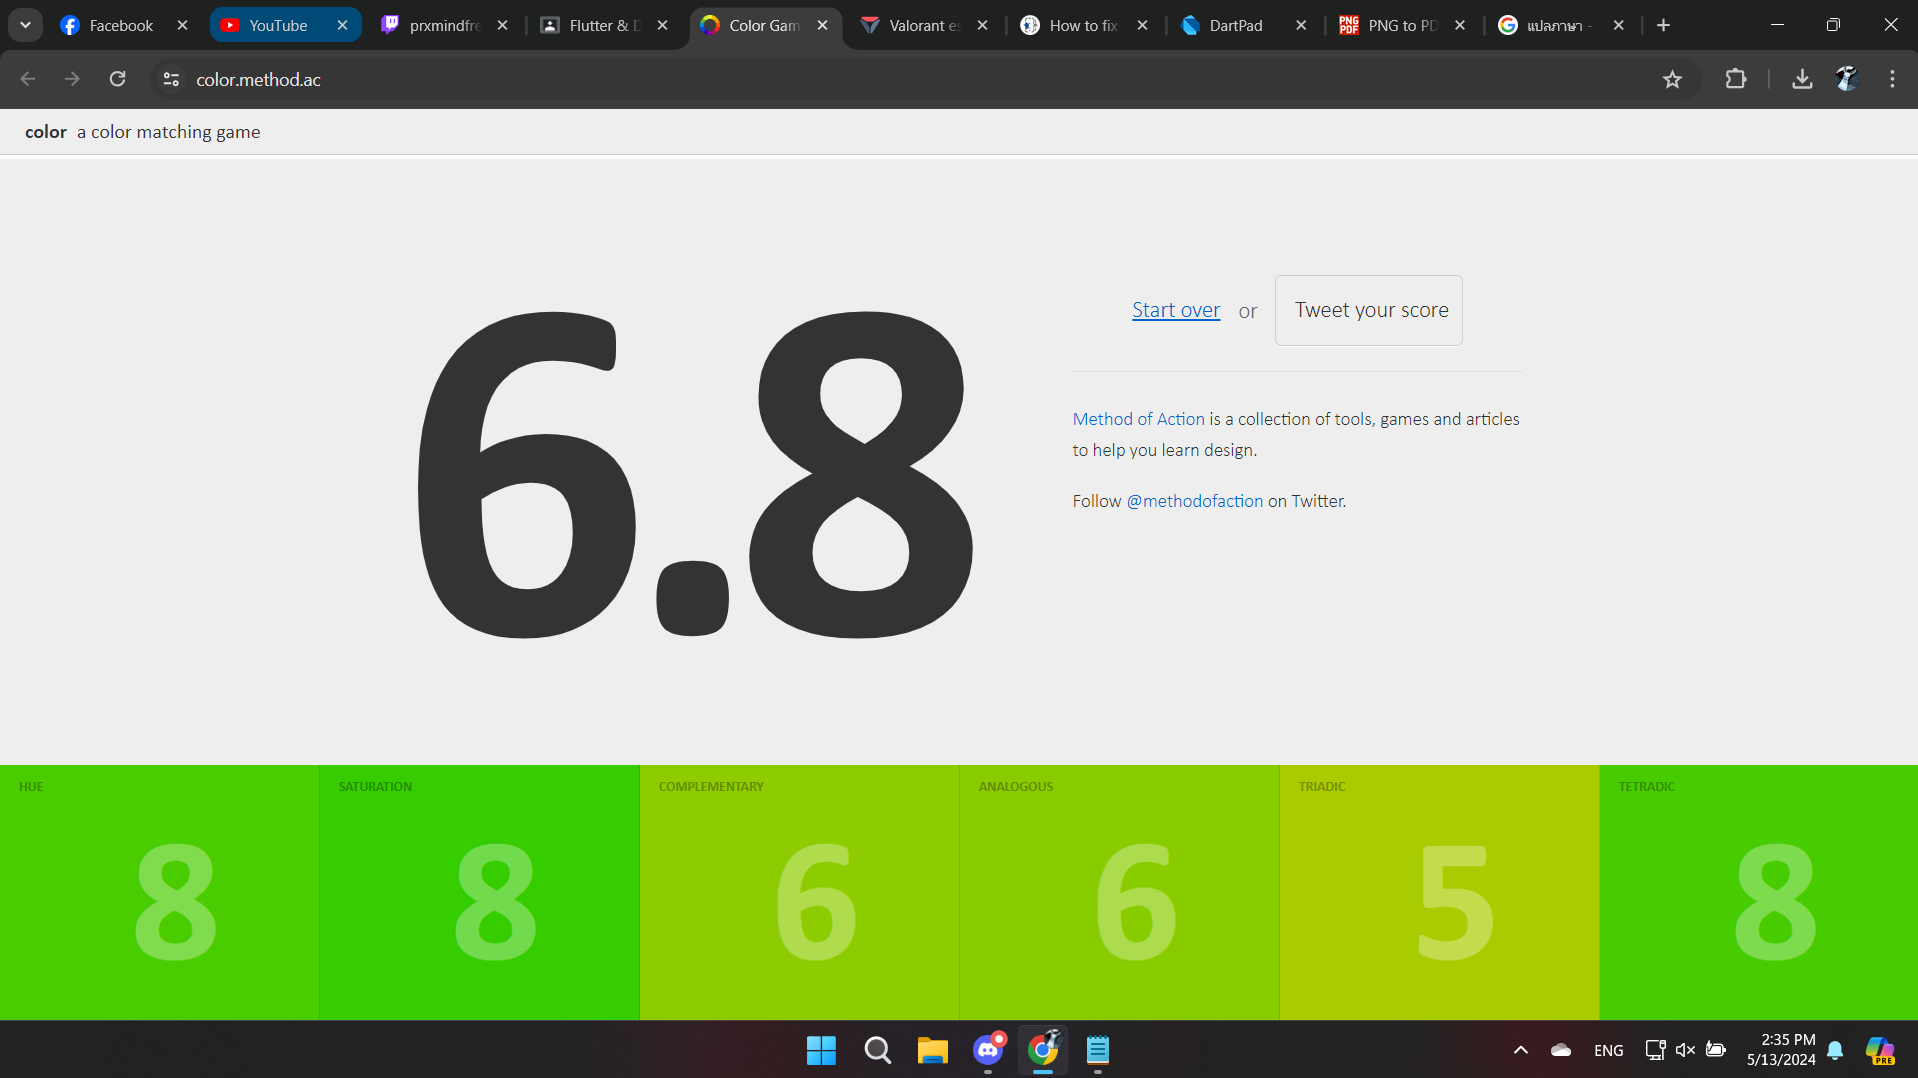 Facebook
YouTube
prxmindfre
Flutter & D
Color Gam
Valorant es
How to fix
DartPad
PNG to PD
แปลภาษา -
color.method.ac
color a color matching game
6.8
Start over or Tweet your score
Method of Action is a collection of tools, games and articles
to help you learn design.
Follow @methodofaction on Twitter.
HUE
8
SATURATION
8
COMPLEMENTARY
6
ANALOGOUS
6
TRIADIC
5
TETRADIC
8
ENG
2:35 PM
5/13/2024
PRE